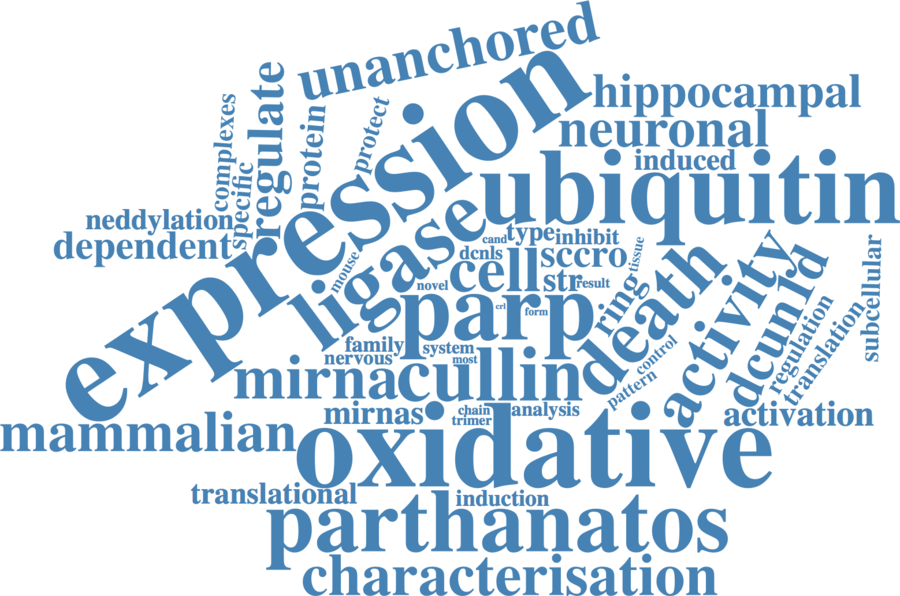 unanchored
expression
hippocampal
neuronal
induced
ubiquitin
complexes
specific
regulate
protein
protect
neddylation
dependent
ligase
mouse
cand
type
inhibit
dcnls
sccro
cell
novel
str
result
tissue
ring
parp
crl
form
death
activity
dcun1d
subcellular
regulation
translation
family
system
nervous
most
control
pattern
mirna
cullin
mirnas
chain
analysis
trimer
activation
mammalian
oxidative
translational
induction
parthanatos
characterisation